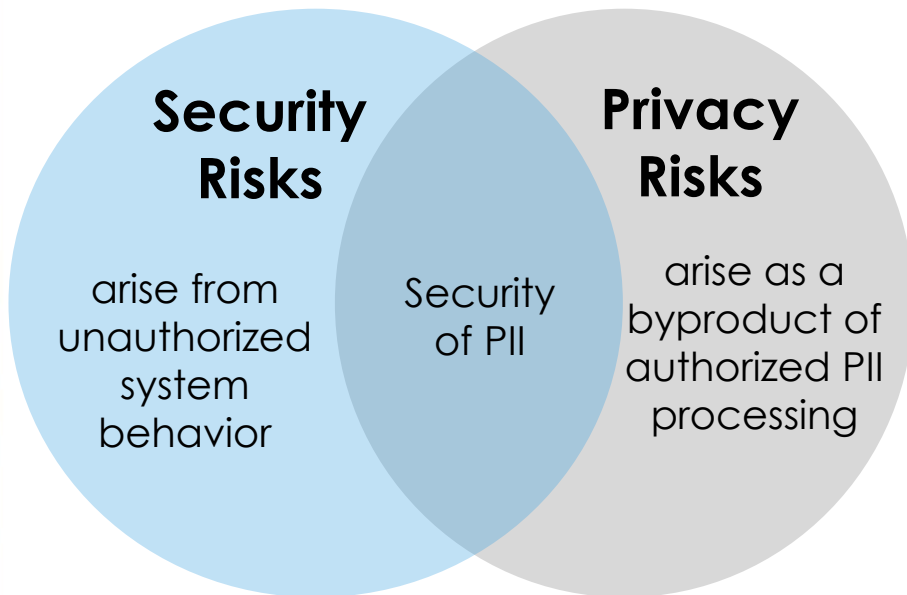 Security
Risks
arise from
unauthorized
system
behavior
Security
of PII
Privacy
Risks
arise as a
byproduct of
authorized PII
processing